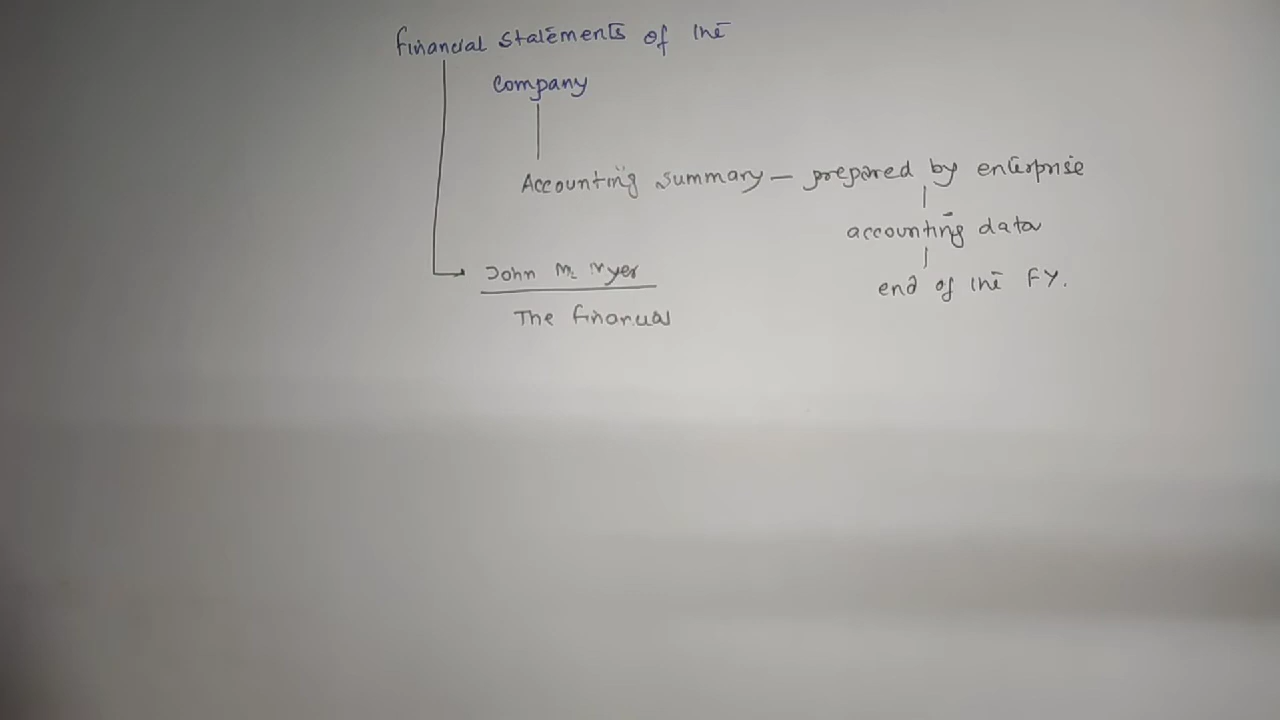 Financial Statements of the
Company
Accounting Summary - prepared by enterprise
accounting data
end of the FY.
John M. Myer
The financial